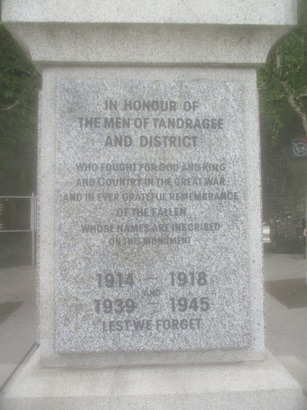 IN HONOUR OF
THE MEN OF TANDRAGEE
AND DISTRICT
WHO FOUGHT FOR GOD AND KING
AND COUNTRY IN THE GREAT WAR
AND IN EVER GRATEFUL REMEMBRANCE
OF THE FALLEN
WHOSE NAMES ARE INSCRIBED
ON THIS MONUMENT
1914 – 1918
AND
1939 – 1945
LEST WE FORGET